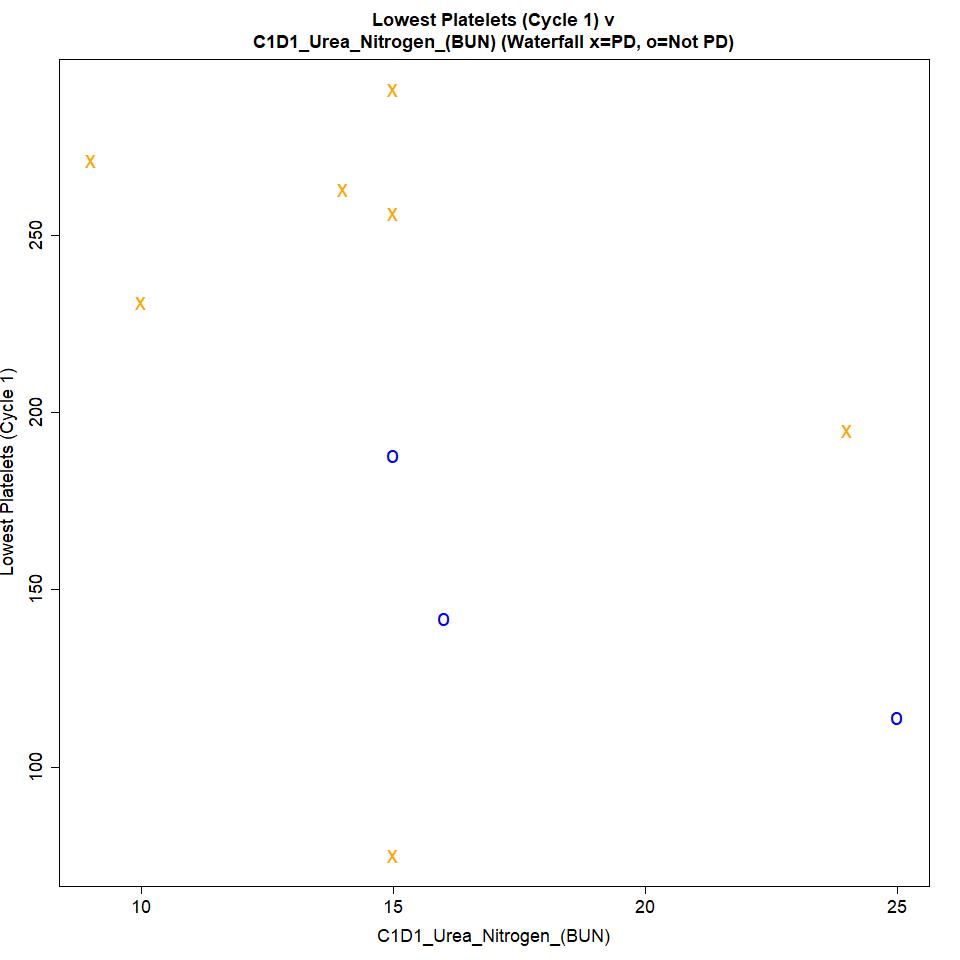 Lowest Platelets (Cycle 1) v
C1D1_Urea_Nitrogen_(BUN) (Waterfall x=PD, o=Not PD)
Lowest Platelets (Cycle 1)
250
200
150
100
X
X
X
X
X
X
O
O
O
X
10
15
20
25
C1D1_Urea_Nitrogen_(BUN)